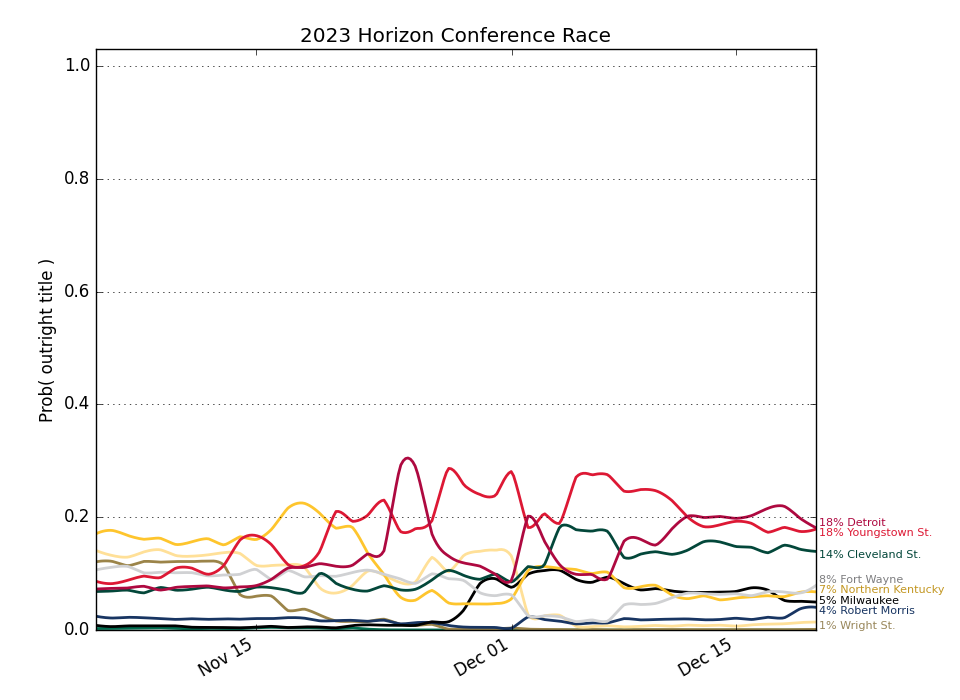 2023 Horizon Conference Race
Prob( outright title )
1.0
0.8
0.6
0.4
0.2
0.0
Nov 15
Dec 01
Dec 15
18% Detroit
18% Youngstown St.
14% Cleveland St.
8% Fort Wayne
7% Northern Kentucky
5% Milwaukee
4% Robert Morris
1% Wright St.